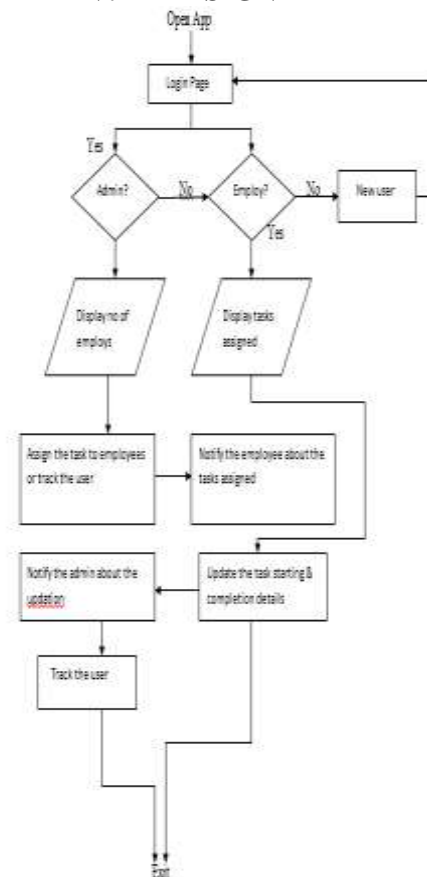 Open App
Login Page
Yes
Admin?
No
Employ?
No
New user
Yes
Display no of
employs
Display tasks
assigned
Assign the task to employees
or track the user
Notify the employee about the
tasks assigned
Notify the admin about the
updation
Update the task starting &
completion details
Track the user
Exit